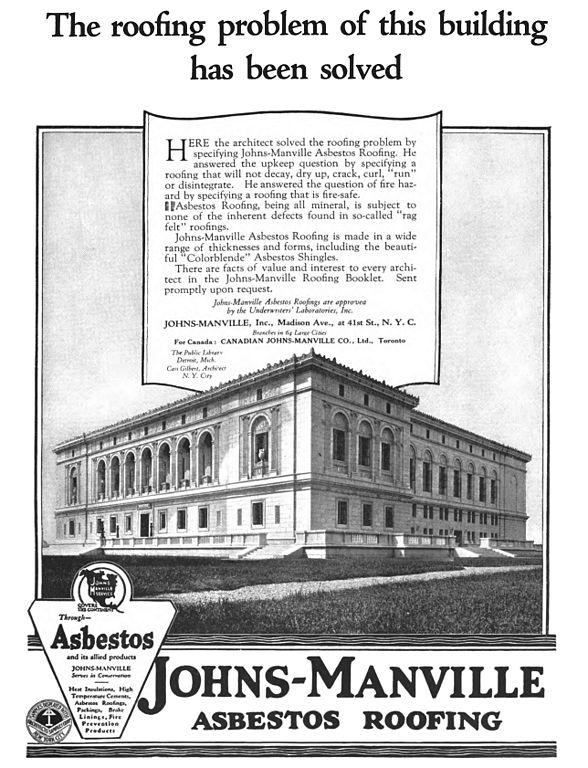 The roofing problem of this building
has been solved
HERE the architect solved the roofing problem by
specifying Johns-Manville Asbestos Roofing. He
answered the upkeep question by specifying a
roofing that will not decay, dry up, crack, curl, "run"
or disintegrate. He answered the question of fire haz-
ard by specifying a roofing that is fire-safe.
Asbestos Roofing, being all mineral, is subject to
none of the inherent defects found in so-called "rag
felt" roofings.
Johns-Manville Asbestos Roofing is made in a wide
range of thicknesses and forms, including the beauti-
ful "Colorblende" Asbestos Shingles.
There are facts of value and interest to every archi-
tect in the Johns-Manville Roofing Booklet. Sent
promptly upon request.
Johns-Manville Asbestos Roofings are approved
by the Underwriters' Laboratories, Inc.
JOHNS-MANVILLE, Inc., Madison Ave., at 41st St., N. Y. C.
Branches in 64 Large Cities
For Canada: CANADIAN JOHNS-MANVILLE CO., Ltd., Toronto
The Public Library
Detroit, Mich.
Cass Gilbert, Architect
N. Y. City
JOHNS
MANVILLE
SERVICE
COVERS
THE CONTINENT
Through—
Asbestos
and its allied products
JOHNS-MANVILLE
Serves in Conservation
Heat Insulations, High
Temperature Cements,
Asbestos Roofings,
Packings, Brake
Linings, Fire
Prevention
Products
JOHNS-MANVILLE
ASBESTOS ROOFING